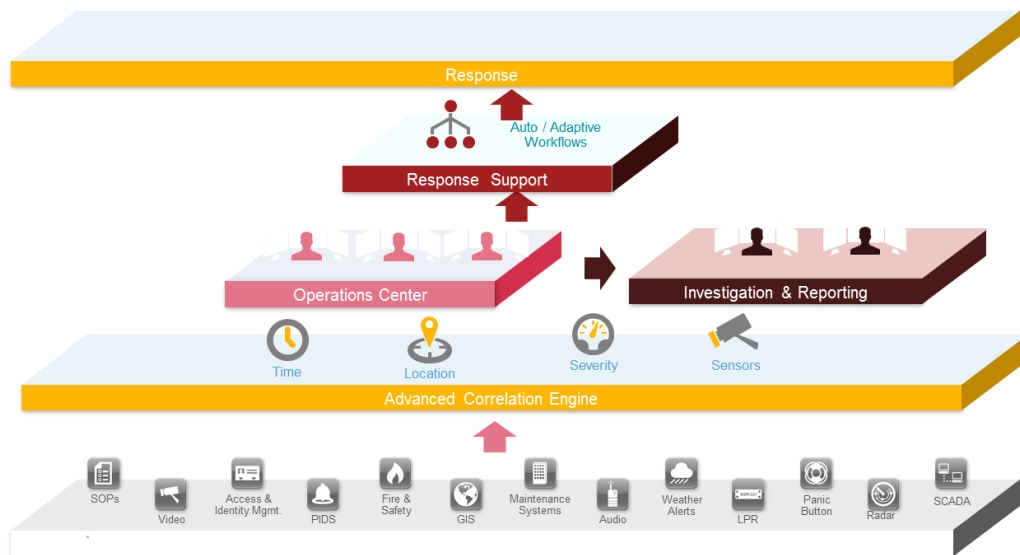 Response
Auto / Adaptive
Workflows
Response Support
Operations Center
Investigation & Reporting
Time
Location
Severity
Sensors
Advanced Correlation Engine
SOPs
Video
Access &
Identity Mgmt.
PIDS
Fire &
Safety
GIS
Maintenance
Systems
Audio
Weather
Alerts
LPR
Panic
Button
Radar
SCADA